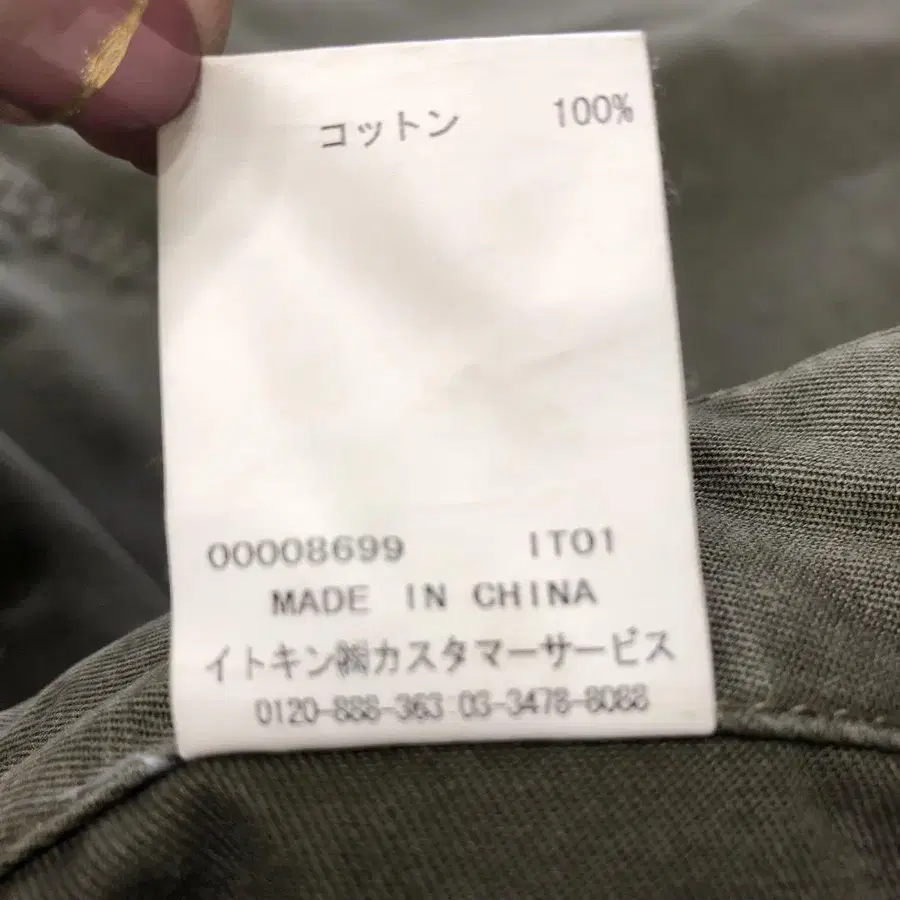 コットン 100%
00008699 IT01
MADE IN CHINA
イトキン㈱カスタマーサービス
0120-888-363 03-3478-8088